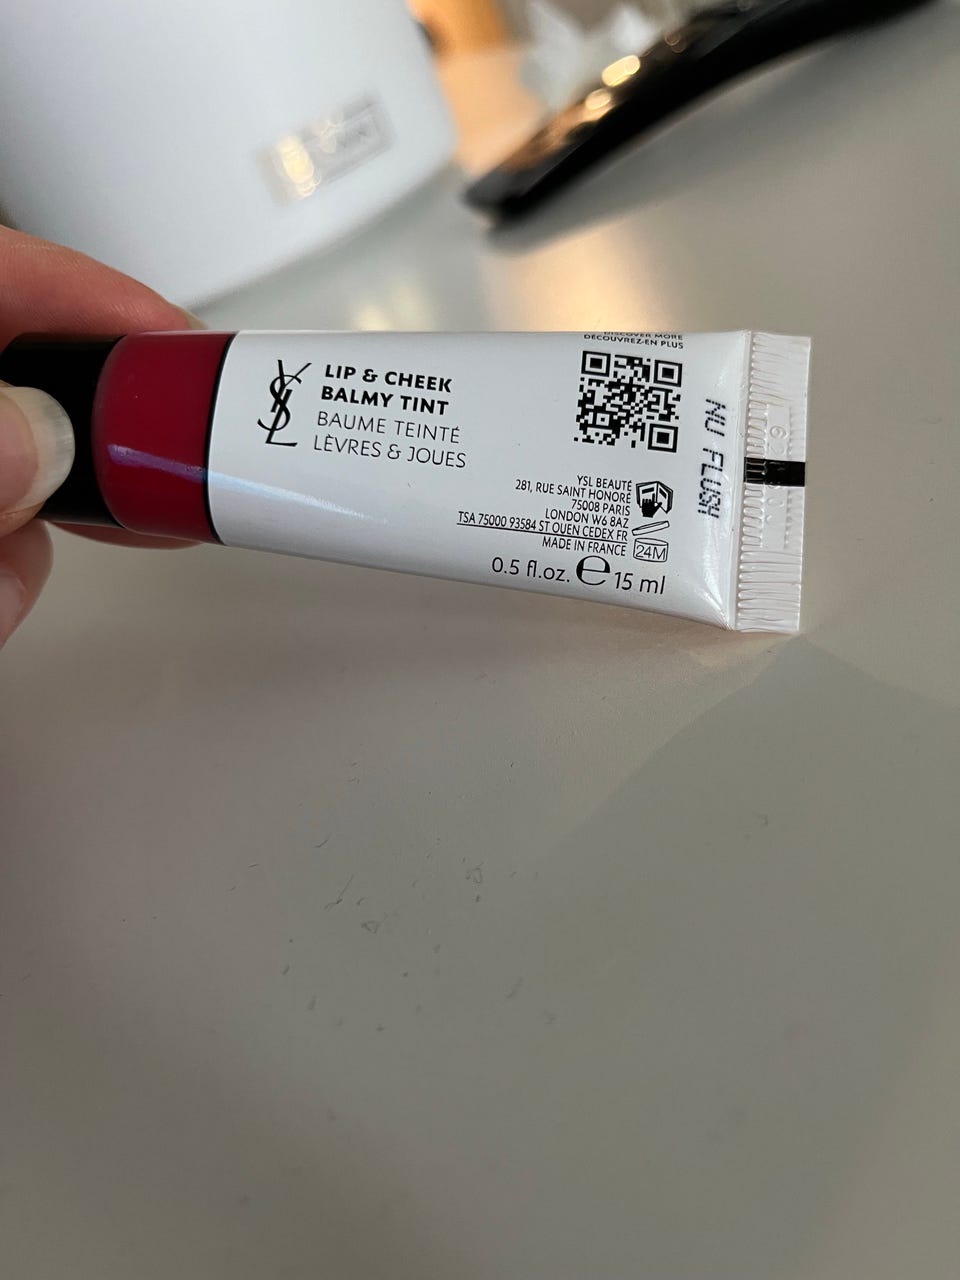 DISCOVER MORE
DÉCOUVREZ-EN PLUS
YSL
LIP & CHEEK
BALMY TINT
BAUME TEINTÉ
LÈVRES & JOUES
NU FLUSH
YSL BEAUTÉ
281, RUE SAINT HONORÉ
75008 PARIS
LONDON W6 8AZ
TSA 75000 93584 ST OUEN CEDEX FR
MADE IN FRANCE
24M
0.5 fl.oz. e 15 ml